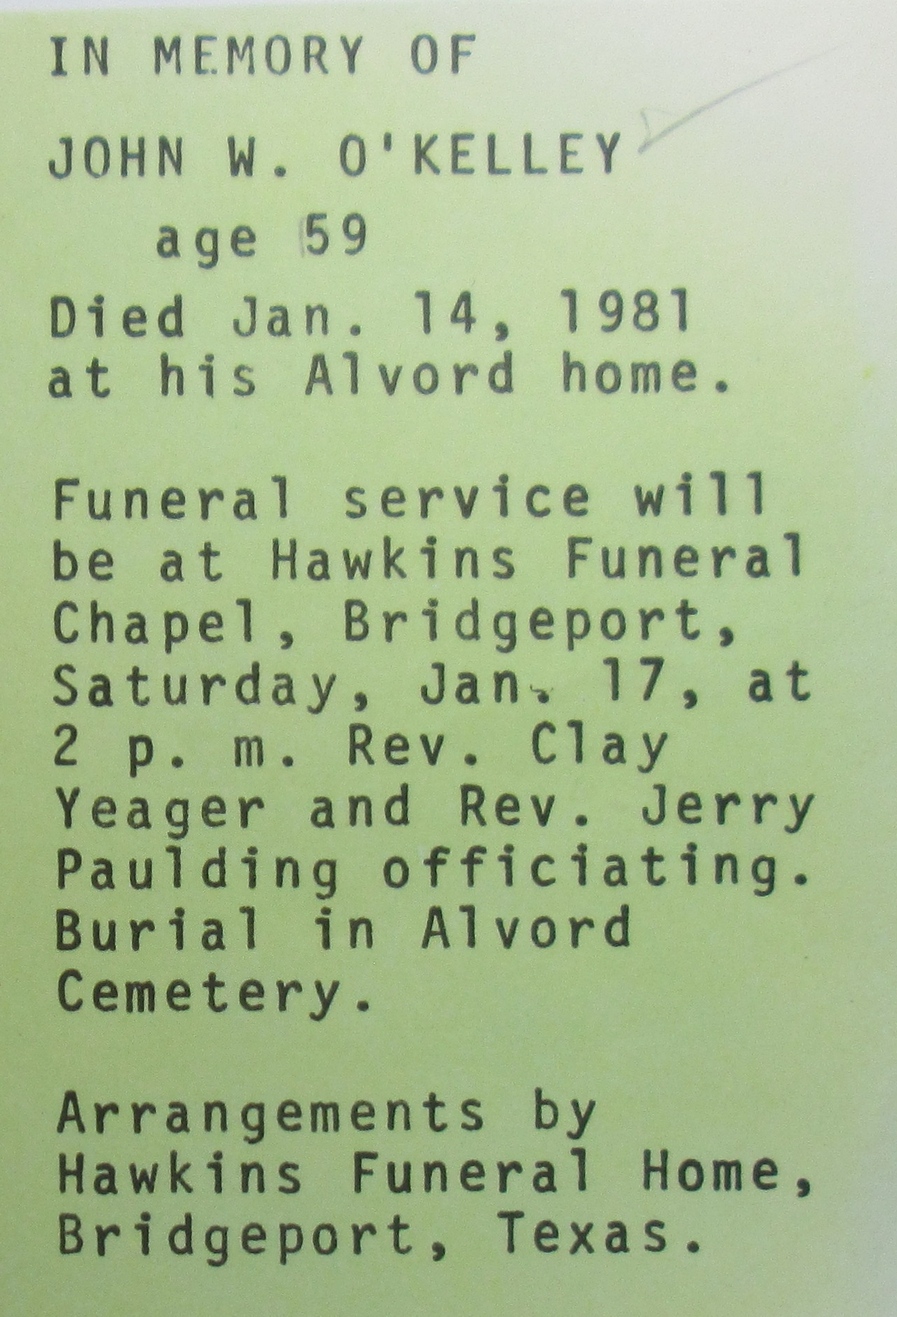 IN MEMORY OF
JOHN W. O'KELLEY
age 59
Died Jan. 14, 1981
at his Alvord home.
Funeral service will
be at Hawkins Funeral
Chapel, Bridgeport,
Saturday, Jan. 17, at
2 p. m. Rev. Clay
Yeager and Rev. Jerry
Paulding officiating.
Burial in Alvord
Cemetery.
Arrangements by
Hawkins Funeral Home,
Bridgeport, Texas.